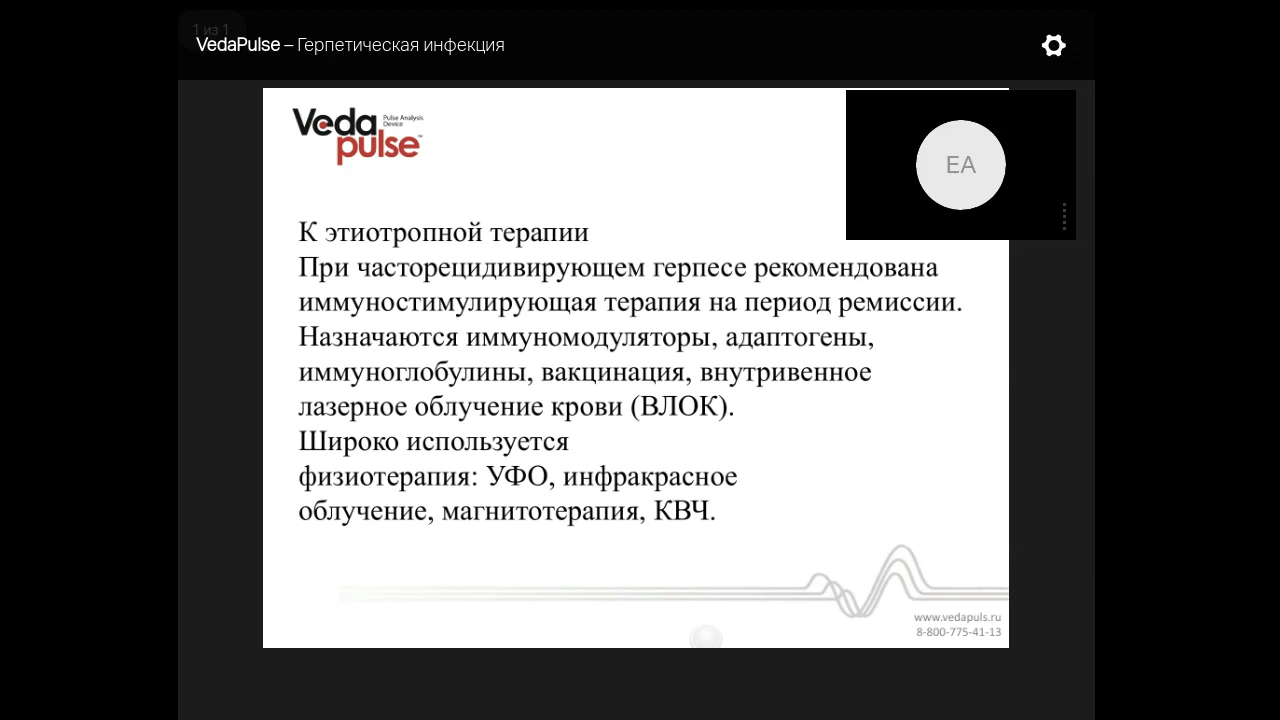 1 из 1
VedaPulse – Герпетическая инфекция
Veda
Pulse Analysis
Device
pulse
™
EA
К этиотропной терапии
При часторецидивирующем герпесе рекомендована
иммуностимулирующая терапия на период ремиссии.
Назначаются иммуномодуляторы, адаптогены,
иммуноглобулины, вакцинация, внутривенное
лазерное облучение крови (ВЛОК).
Широко используется
физиотерапия: УФО, инфракрасное
облучение, магнитотерапия, КВЧ.
www.vedapuls.ru
8-800-775-41-13